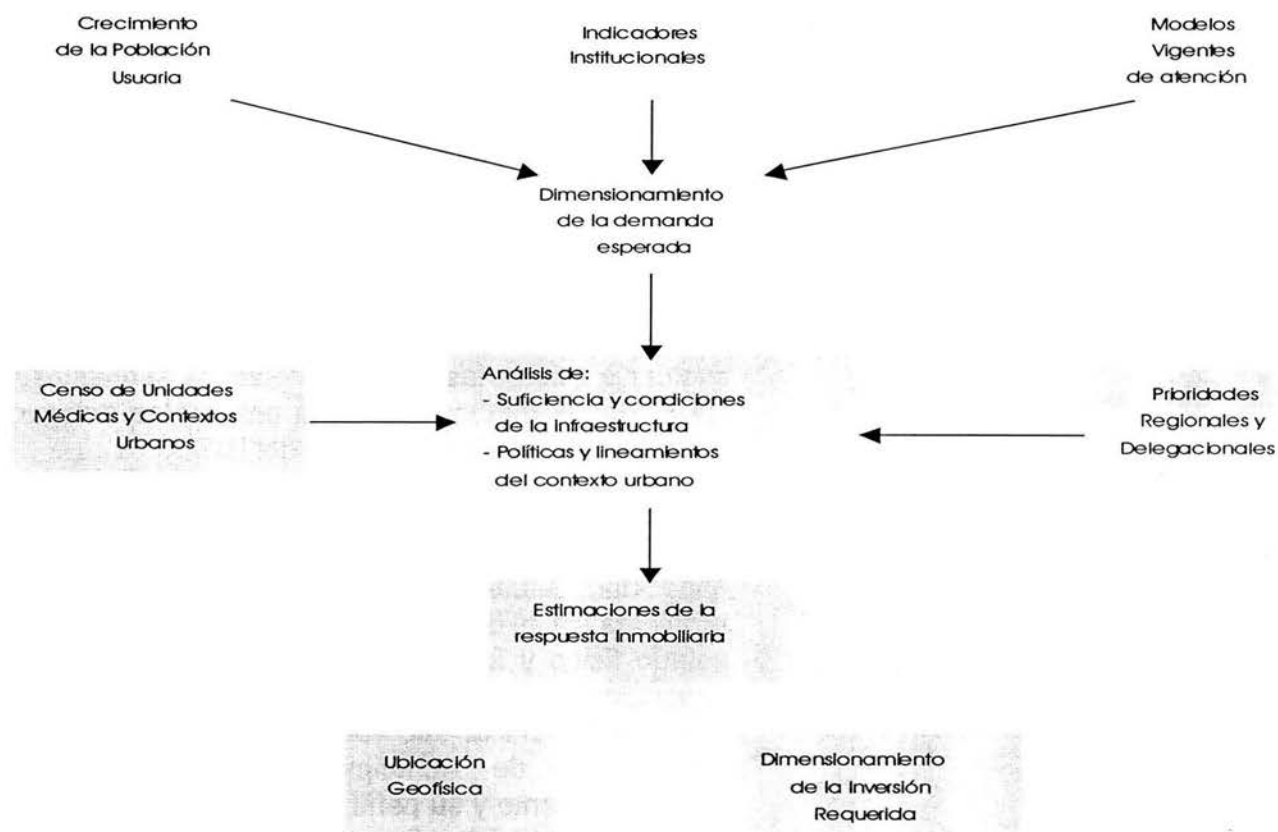 Crecimiento
de la Población
Usuaria
Indicadores
Institucionales
Modelos
Vigentes
de atención
Dimensionamiento
de la demanda
esperada
Censo de Unidades
Médicas y Contextos
Urbanos
Análisis de:
- Suficiencia y condiciones
de la infraestructura
- Políticas y lineamientos
del contexto urbano
Prioridades
Regionales y
Delegacionales
Estimaciones de la
respuesta Inmobiliaria
Ubicación
Geofísica
Dimensionamiento
de la Inversión
Requerida